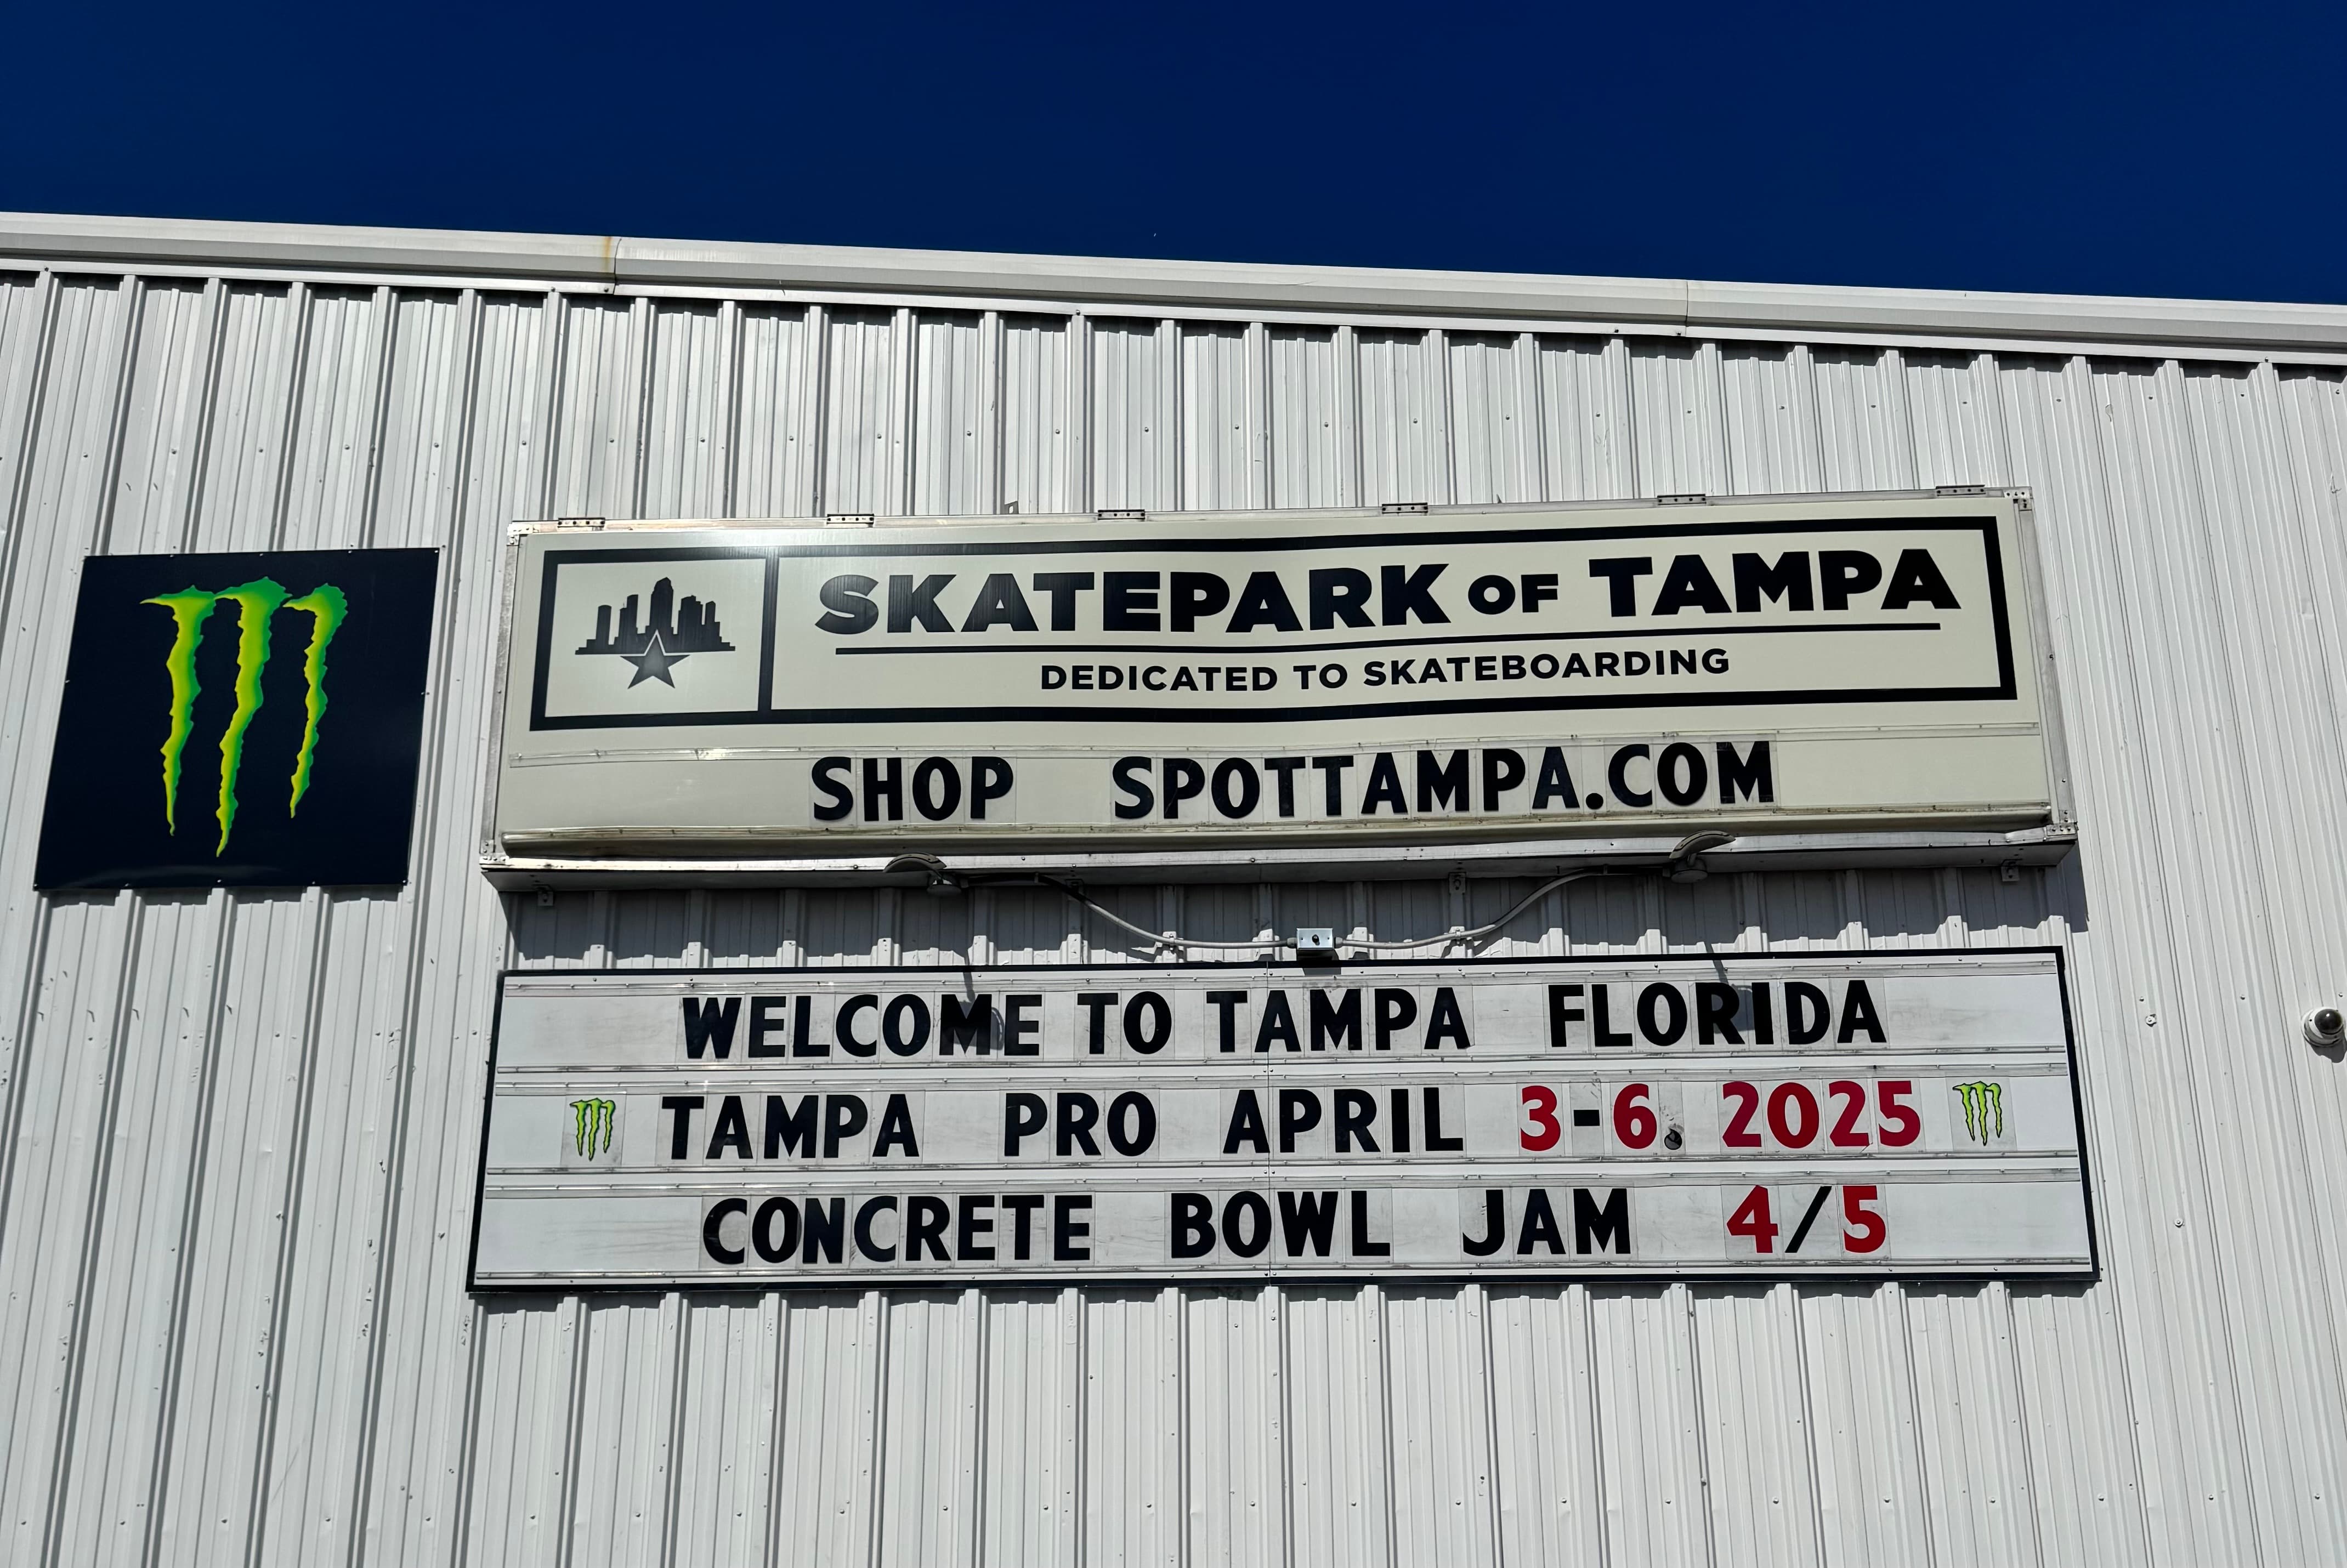 SKATEPARK OF TAMPA
DEDICATED TO SKATEBOARDING
SHOP SPOTTAMPA.COM
WELCOME TO TAMPA FLORIDA
TAMPA PRO APRIL 3-6, 2025
CONCRETE BOWL JAM 4/5